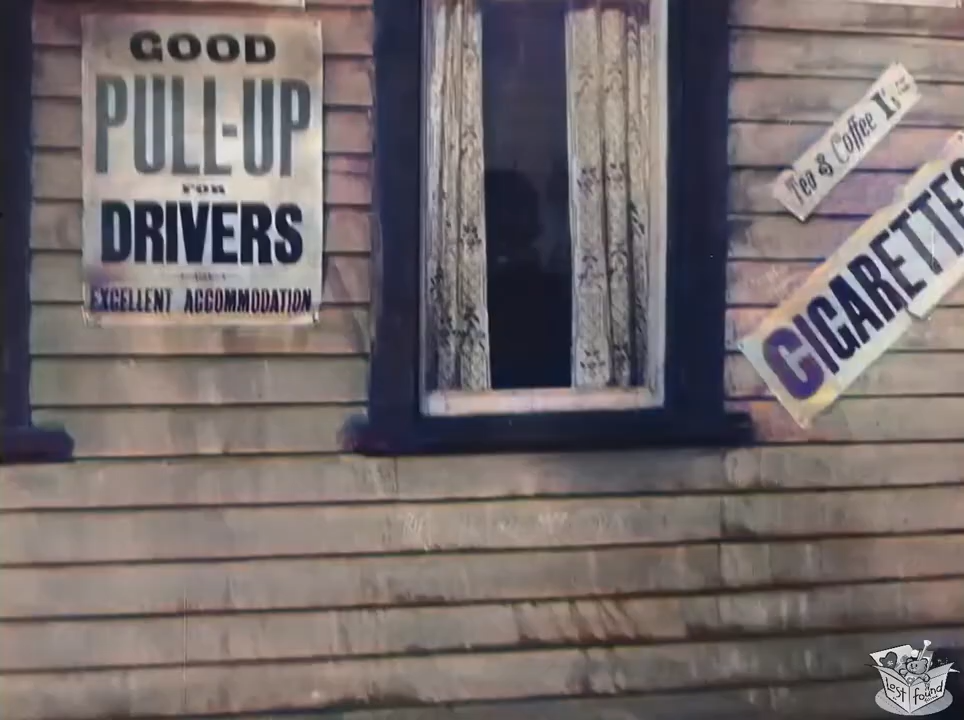 GOOD
PULL-UP
FOR
DRIVERS
EXCELLENT ACCOMMODATION
Tea & Coffee
CIGARETTES
Lost
found